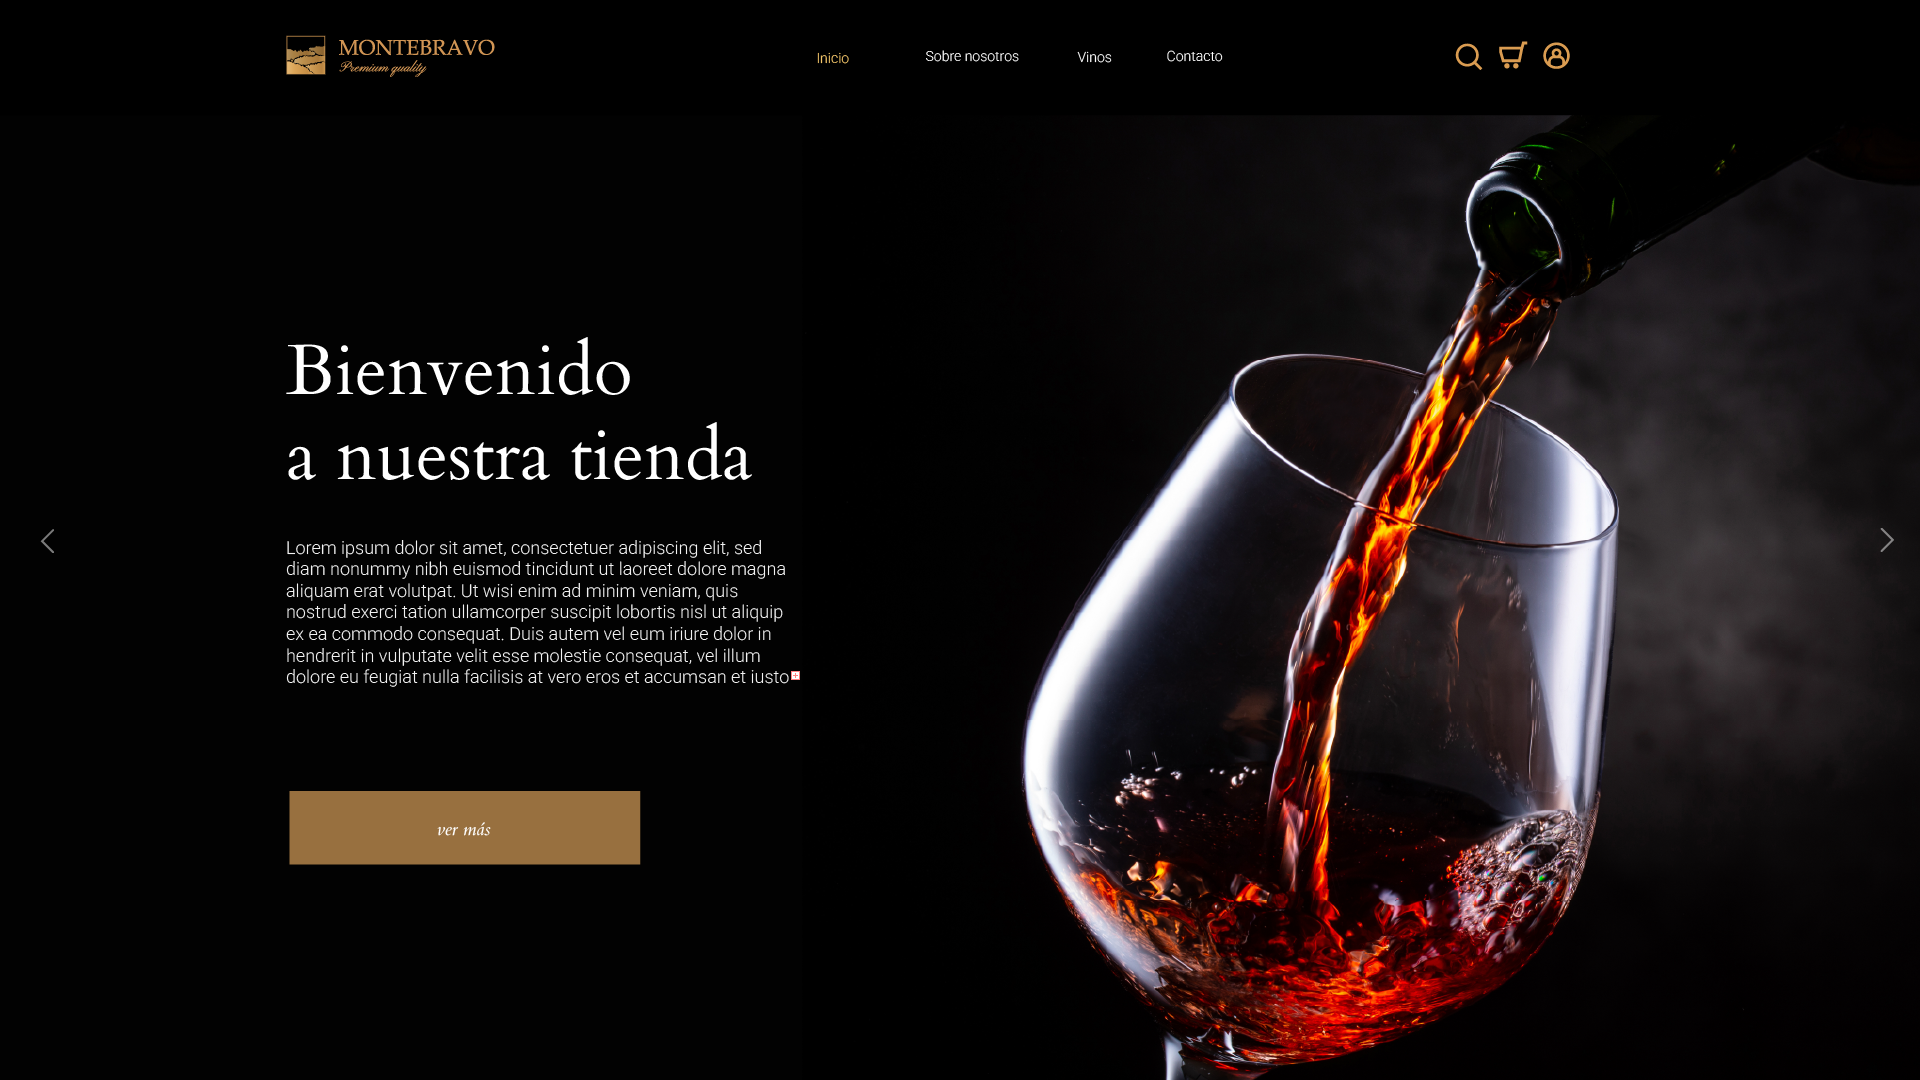 MONTEBRAVO
Premium quality
Inicio
Sobre nosotros
Vinos
Contacto
Bienvenido
a nuestra tienda
Lorem ipsum dolor sit amet, consectetuer adipiscing elit, sed
diam nonummy nibh euismod tincidunt ut laoreet dolore magna
aliquam erat volutpat. Ut wisi enim ad minim veniam, quis
nostrud exerci tation ullamcorper suscipit lobortis nisl ut aliquip
ex ea commodo consequat. Duis autem vel eum iriure dolor in
hendrerit in vulputate velit esse molestie consequat, vel illum
dolore eu feugiat nulla facilisis at vero eros et accumsan et iusto
ver más